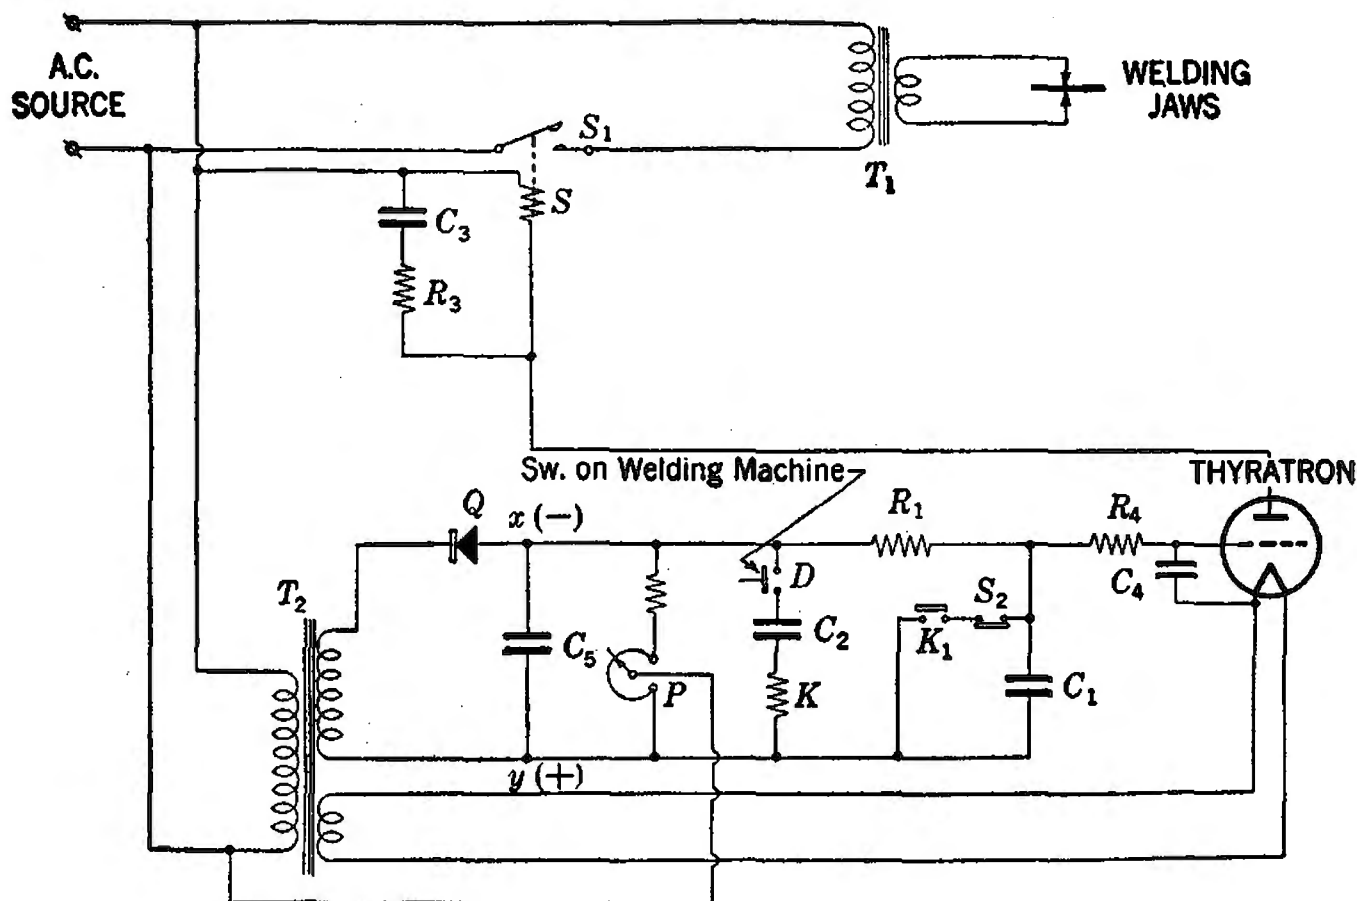 A.C.
SOURCE
WELDING
JAWS
S₁
T₁
S
C₃
R₃
Sw. on Welding Machine
THYRATRON
Q
x (−)
R₁
R₄
D
C₄
T₂
S₂
K₁
C₅
C₂
P
K
C₁
y (+)